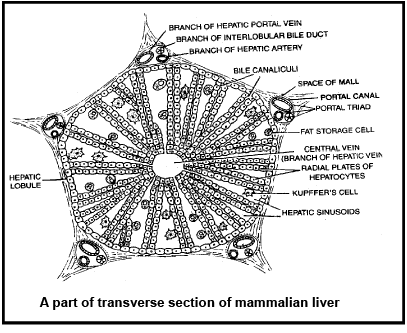 BRANCH OF HEPATIC PORTAL VEIN
BRANCH OF INTERLOBULAR BILE DUCT
BRANCH OF HEPATIC ARTERY
BILE CANALICULI
SPACE OF MALL
PORTAL CANAL
PORTAL TRIAD
FAT STORAGE CELL
CENTRAL VEIN
(BRANCH OF HEPATIC VEIN
RADIAL PLATES OF
HEPATOCYTES
HEPATIC
LOBULE
KUPFFER'S CELL
HEPATIC SINUSOIDS
A part of transverse section of mammalian liver